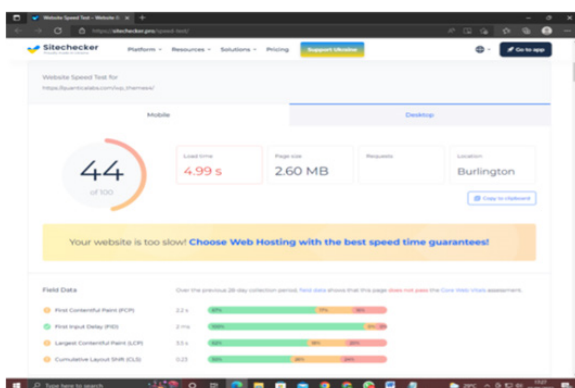 Website Speed Test – Website S
https://sitechecker.pro/speed-test/
Sitechecker
Platform
Resources
Solutions
Pricing
Support Ukraine
Go to app
Website Speed Test for
https://quanticalabs.com/wp_themes4/
Mobile
Desktop
44
of 100
Load time
4.99 s
Page size
2.60 MB
Requests
Location
Burlington
Copy to clipboard
Your website is too slow! Choose Web Hosting with the best speed time guarantees!
Field Data
Over the previous 28-day collection period, field data shows that this page does not pass the Core Web Vitals assessment.
First Contentful Paint (FCP)
2.2 s
First Input Delay (FID)
2 ms
100%
Largest Contentful Paint (LCP)
Cumulative Layout Shift (CLS)
0.23
Type here to search
29°C
13:27